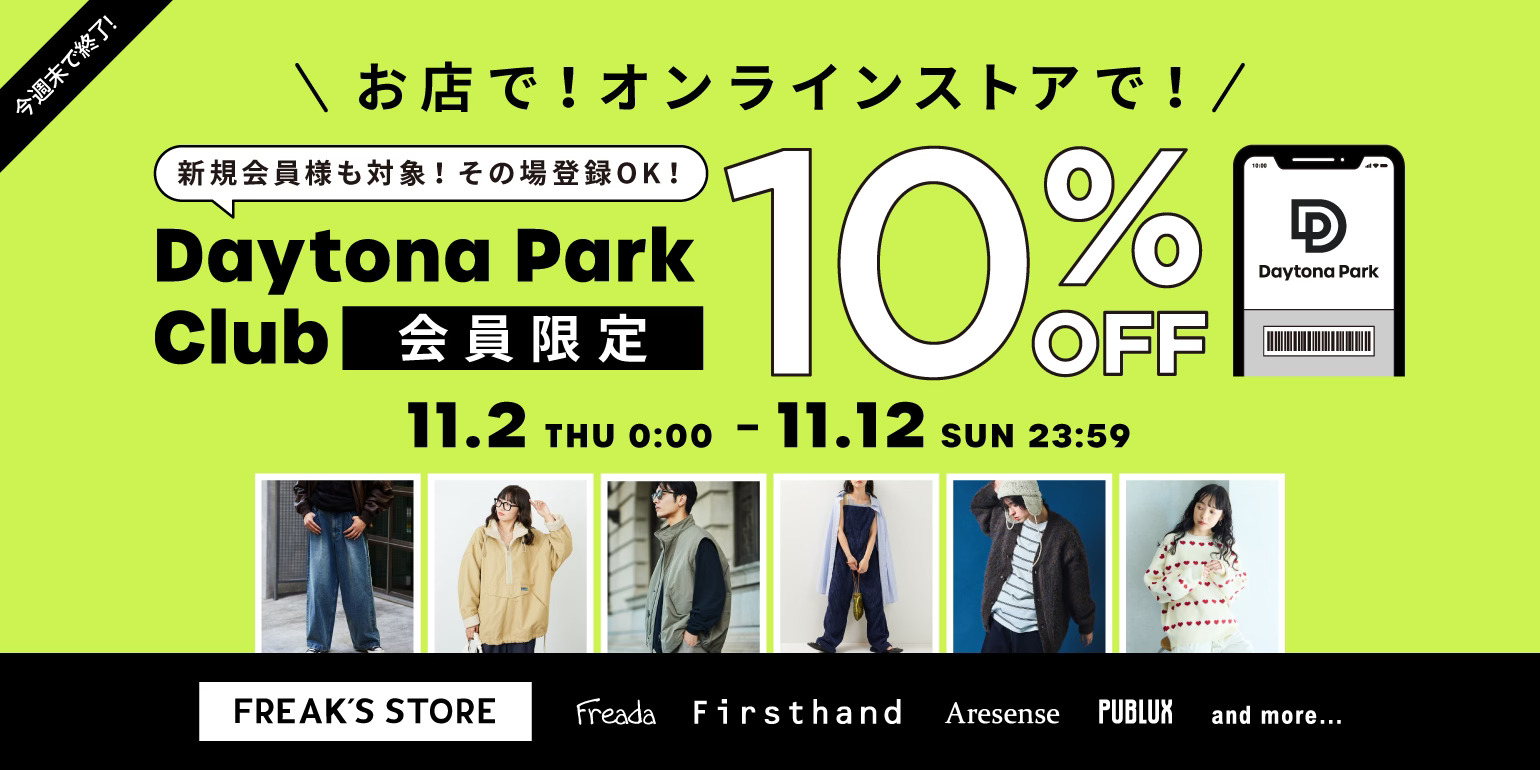 今週末で終了!
\ お店で!オンラインストアで! /
新規会員様も対象!その場登録OK!
Daytona Park
Club 会員限定
10%
OFF
10:00
Daytona Park
11.2 THU 0:00 - 11.12 SUN 23:59
FREAK'S STORE
Freada
Firsthand
Aresense
PUBLUX
and more...